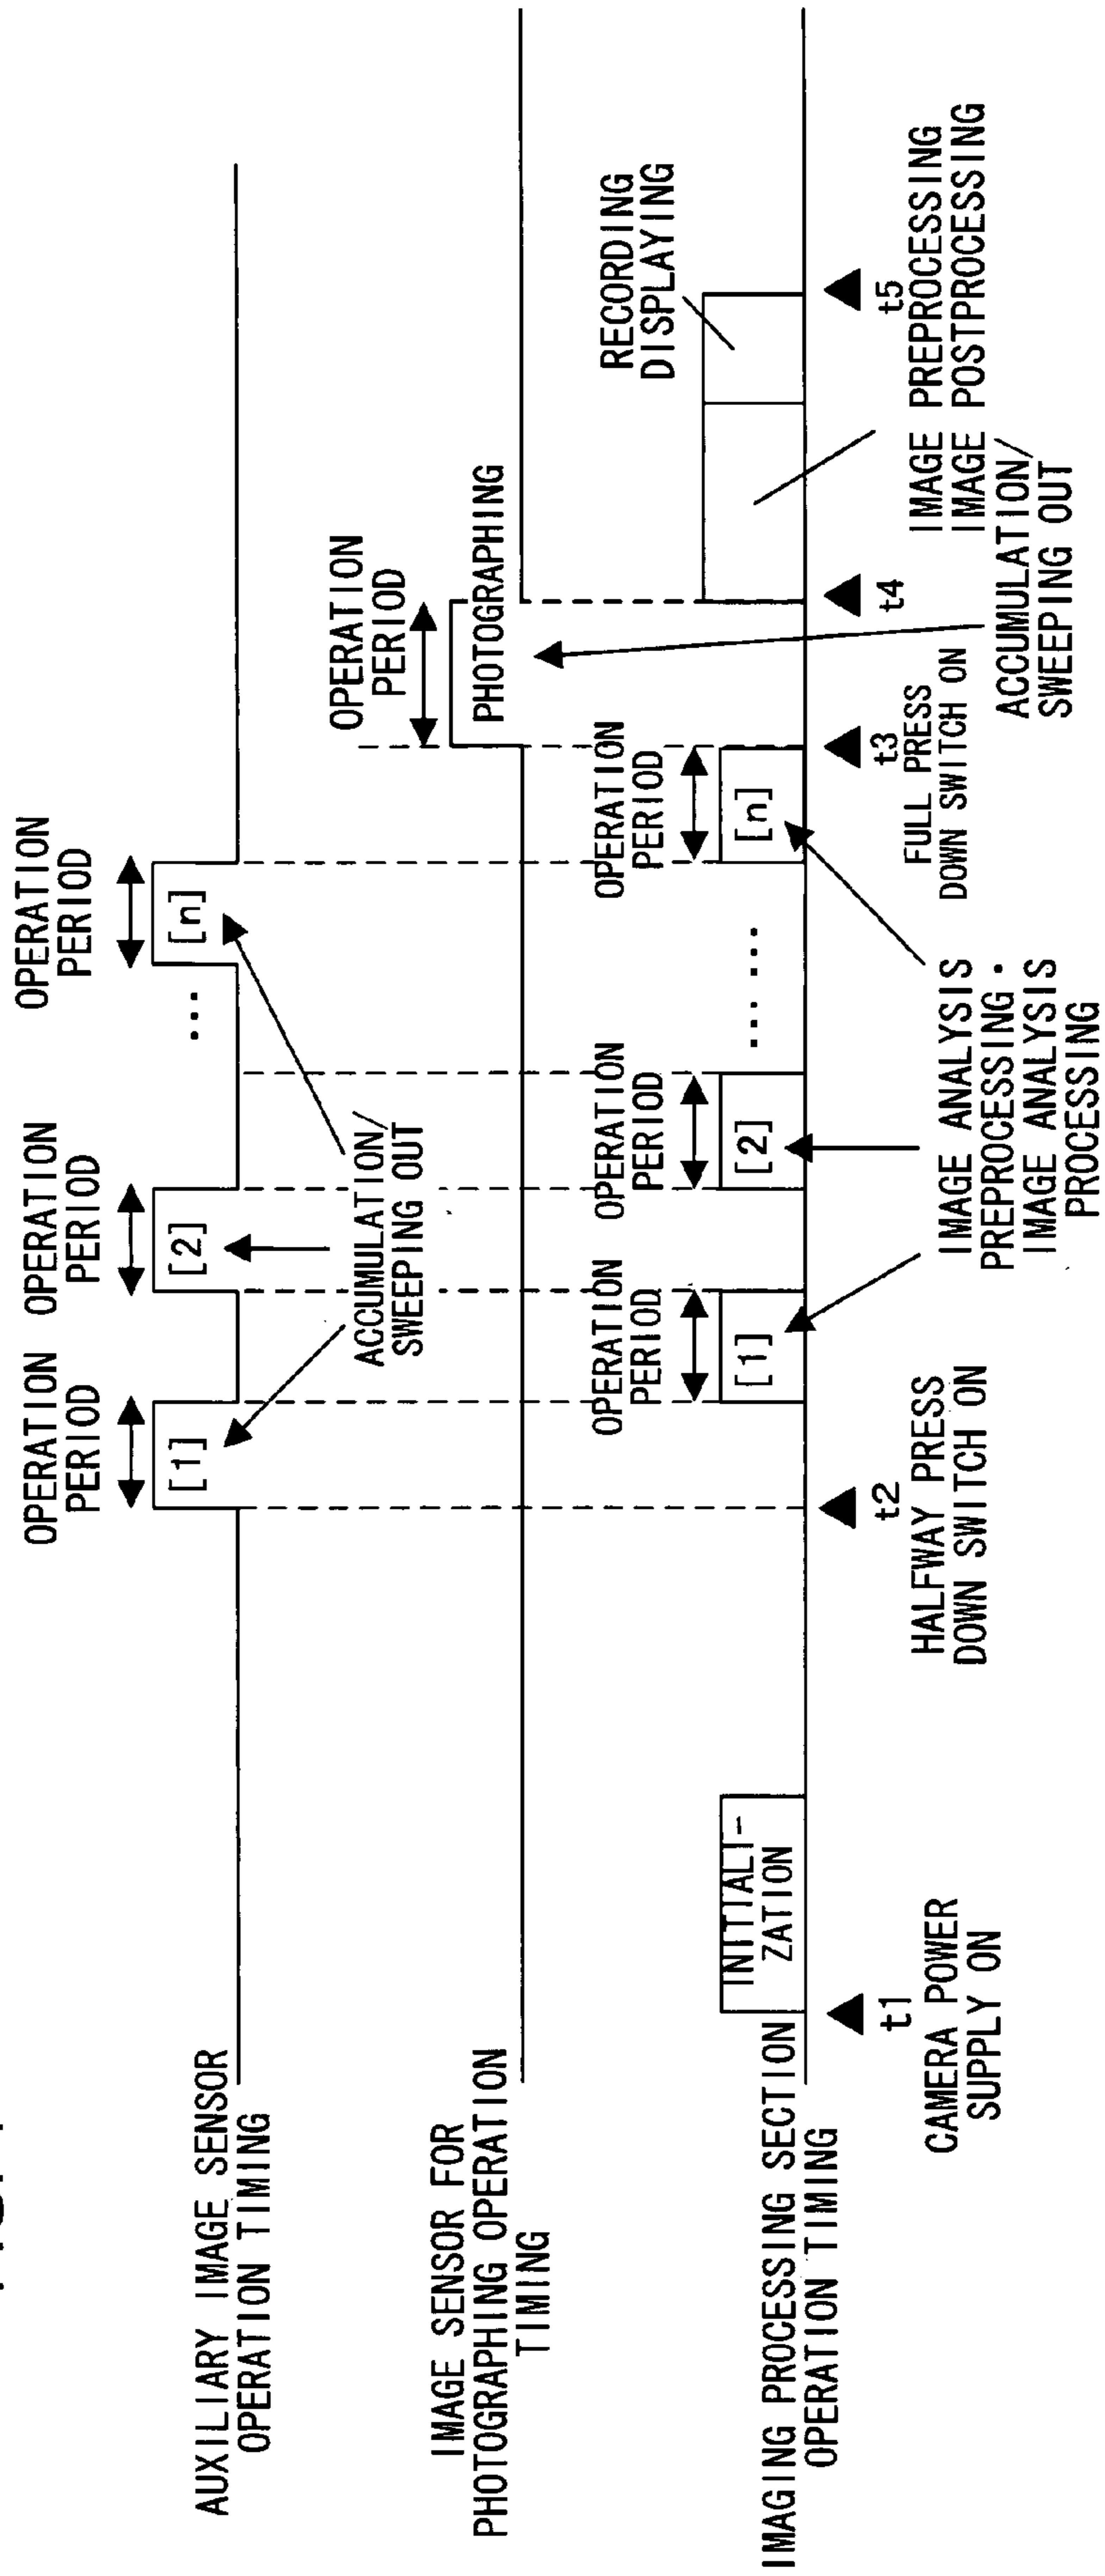 AUXILIARY IMAGE SENSOR
OPERATION TIMING
OPERATION
PERIOD
[1]
OPERATION
PERIOD
[2]
...
OPERATION
PERIOD
[n]
ACCUMULATION/
SWEEPING OUT
IMAGE SENSOR FOR
PHOTOGRAPHING OPERATION
TIMING
OPERATION
PERIOD
PHOTOGRAPHING
IMAGING PROCESSING SECTION
OPERATION TIMING
INITIALI-
ZATION
OPERATION
PERIOD
[1]
OPERATION
PERIOD
[2]
......
OPERATION
PERIOD
[n]
RECORDING
DISPLAYING
t1
CAMERA POWER
SUPPLY ON
t2
HALFWAY PRESS
DOWN SWITCH ON
IMAGE ANALYSIS
PREPROCESSING ·
IMAGE ANALYSIS
PROCESSING
t3
FULL PRESS
DOWN SWITCH ON
t4
ACCUMULATION/
SWEEPING OUT
t5
IMAGE PREPROCESSING
IMAGE POSTPROCESSING